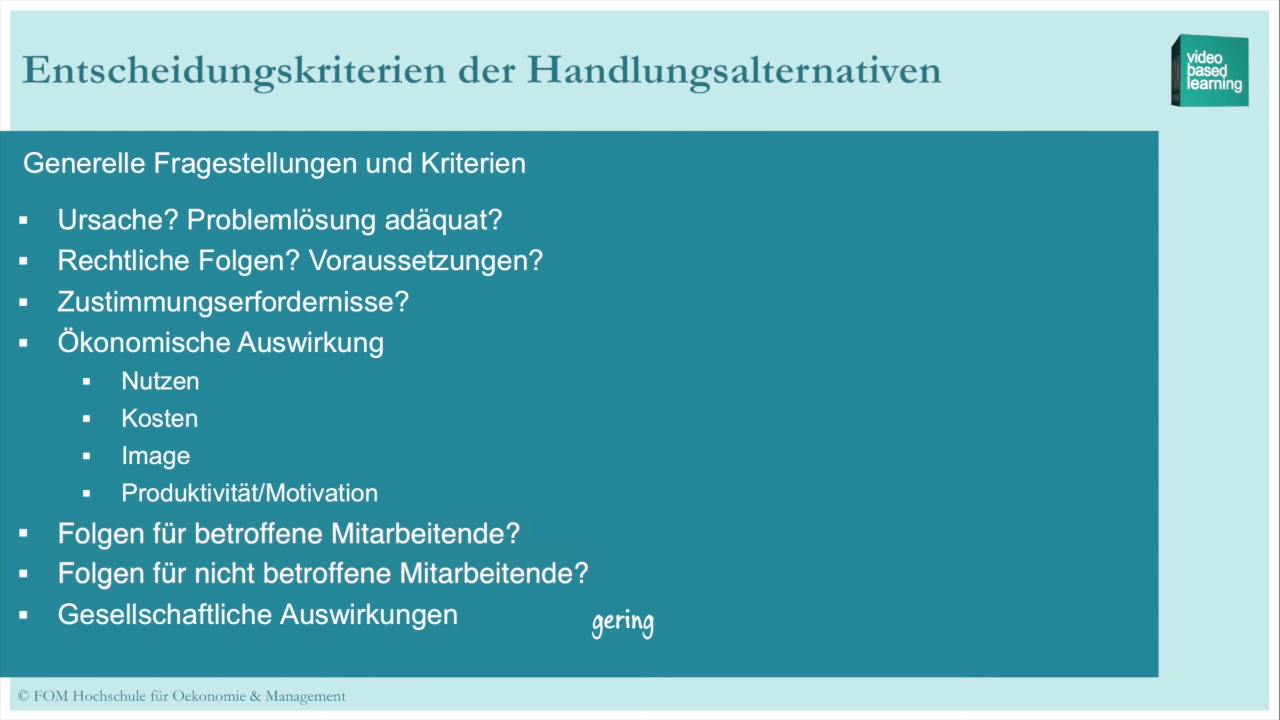 Entscheidungskriterien der Handlungsalternativen
video
based
learning
Generelle Fragestellungen und Kriterien
▪ Ursache? Problemlösung adäquat?
▪ Rechtliche Folgen? Voraussetzungen?
▪ Zustimmungserfordernisse?
▪ Ökonomische Auswirkung
▪ Nutzen
▪ Kosten
▪ Image
▪ Produktivität/Motivation
▪ Folgen für betroffene Mitarbeitende?
▪ Folgen für nicht betroffene Mitarbeitende?
▪ Gesellschaftliche Auswirkungen gering
© FOM Hochschule für Oekonomie & Management